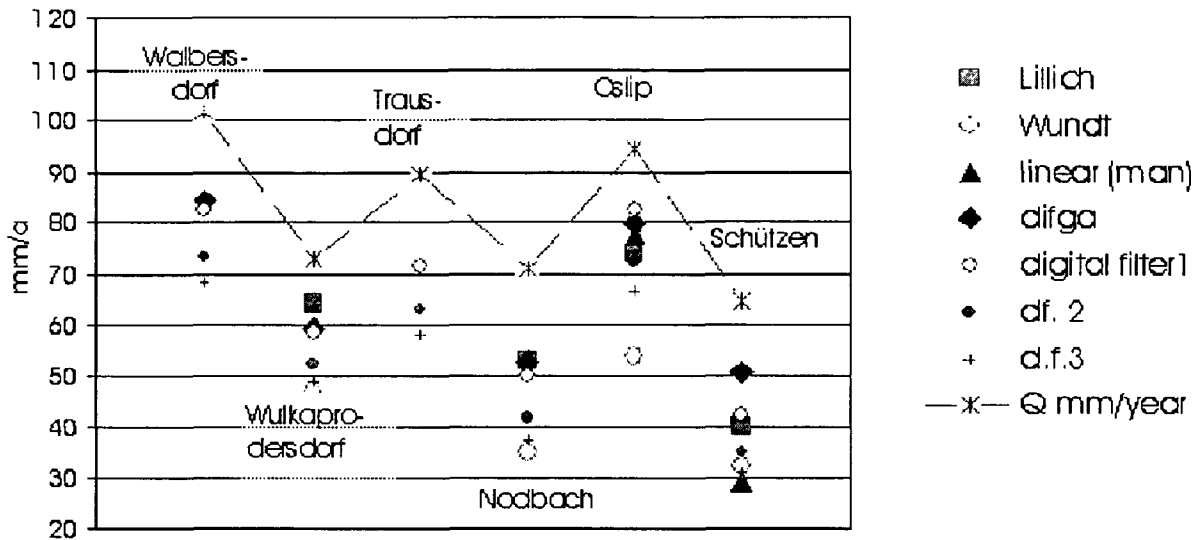 120
110
100
90
80
70
60
50
40
30
20
mm/a
Walbers-
dorf
Wulkapro-
dersdorf
Traus-
dorf
Nodbach
Oslip
Schützen
Lillich
Wundt
linear (man)
difga
digital filter1
df. 2
d.f.3
Q mm/year